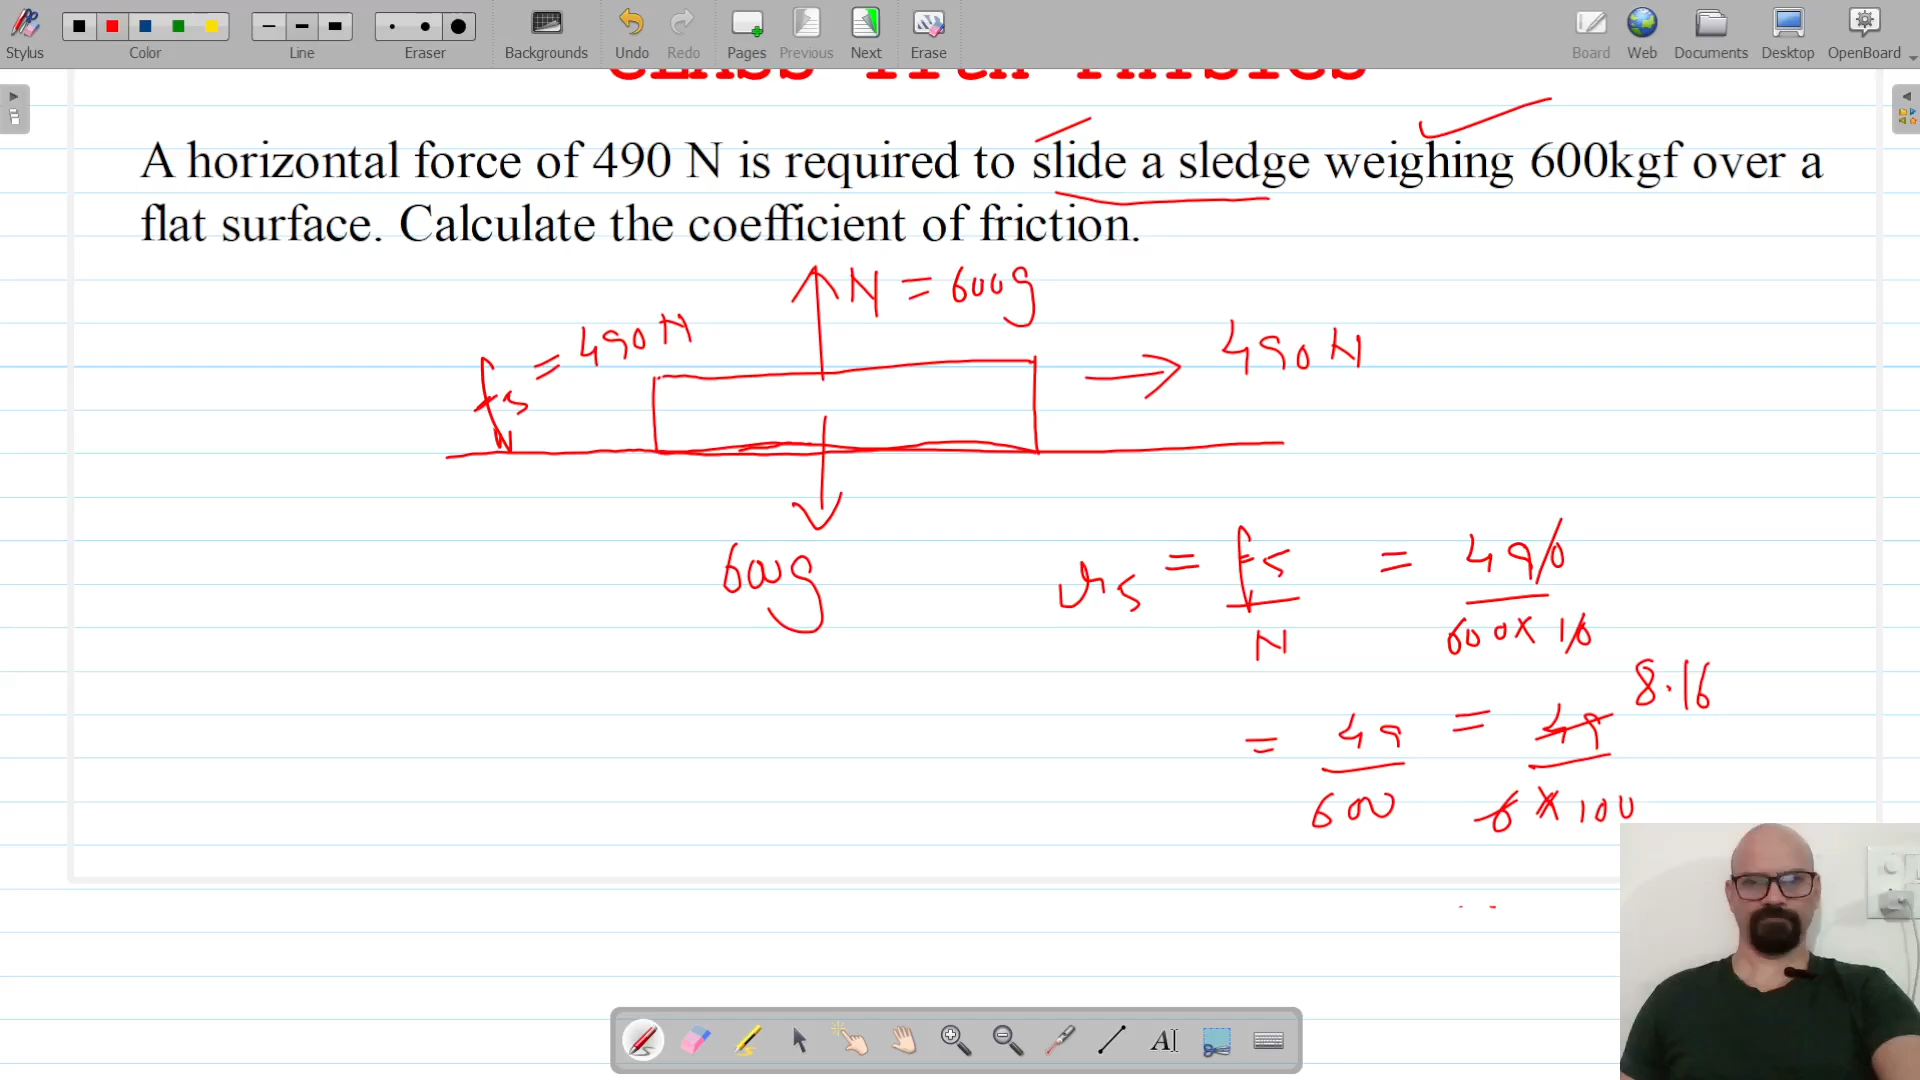 Stylus Color Line Eraser Backgrounds Undo Redo Pages Previous Next Erase Board Web Documents Desktop OpenBoard
A horizontal force of 490 N is required to slide a sledge weighing 600kgf over a
flat surface. Calculate the coefficient of friction.
N = 600g
fs = 490 N
490 N
600g
μs = fs/N = 490/600 x 10
8.16
= 49/600 = 49/6 x 100